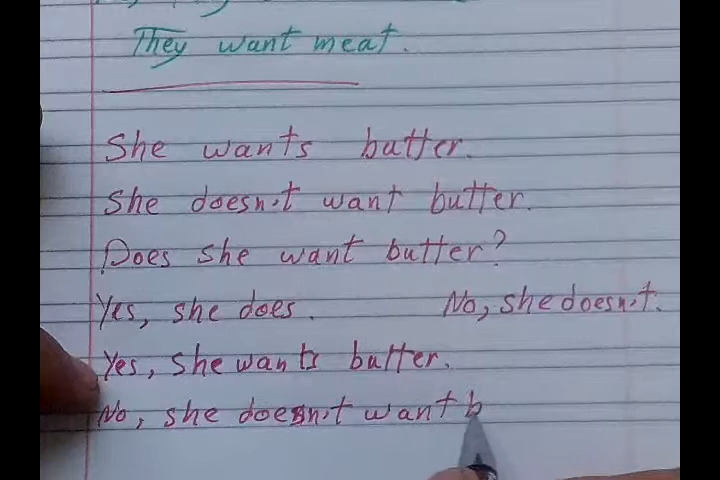 They want meat.
She wants butter.
She doesn't want butter.
Does she want butter?
Yes, she does. No, she doesn't.
Yes, she wants butter.
No, she doesn't want b